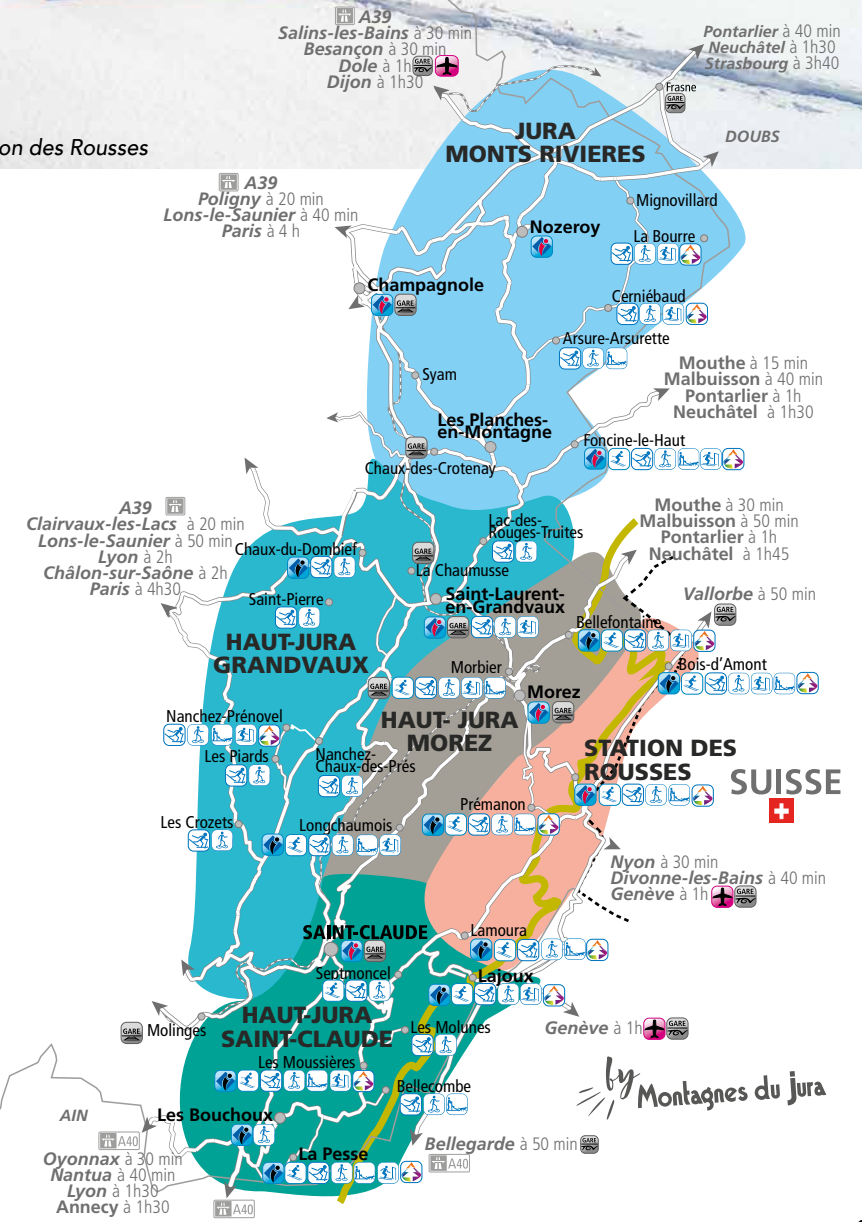 A39
Salins-les-Bains à 30 min
Besançon à 30 min
Dole à 1h GARE TGV
Dijon à 1h30
Pontarlier à 40 min
Neuchâtel à 1h30
Strasbourg à 3h40
Frasne
GARE TGV
on des Rousses
JURA
MONTS RIVIERES
DOUBS
A39
Poligny à 20 min
Lons-le-Saunier à 40 min
Paris à 4 h
Mignovillard
Nozeroy
La Bourre
Champagnole
GARE
Cerniébaud
Arsure-Arsurette
Syam
Mouthe à 15 min
Malbuisson à 40 min
Pontarlier à 1h
Neuchâtel à 1h30
Les Planches-
en-Montagne
Foncine-le-Haut
GARE
Chaux-des-Crotenay
A39
Clairvaux-les-Lacs à 20 min
Lons-le-Saunier à 50 min
Lyon à 2h
Châlon-sur-Saône à 2h
Paris à 4h30
Lac-des-
Rouges-Truites
Mouthe à 30 min
Malbuisson à 50 min
Pontarlier à 1h
Neuchâtel à 1h45
Chaux-du-Dombief
GARE
La Chaumusse
Saint-Pierre
Saint-Laurent-
en-Grandvaux
GARE
Vallorbe à 50 min
GARE TGV
Bellefontaine
HAUT-JURA
GRANDVAUX
Morbier
GARE
Bois-d'Amont
Morez
GARE
HAUT- JURA
MOREZ
Nanchez-Prénovel
Les Piards
Nanchez-
Chaux-des-Prés
STATION DES
ROUSSES
SUISSE
Prémanon
Les Crozets
Longchaumois
Nyon à 30 min
Divonne-les-Bains à 40 min
Genève à 1h GARE TGV
SAINT-CLAUDE
GARE
Lamoura
Septmoncel
Lajoux
HAUT-JURA
SAINT-CLAUDE
GARE Molinges
Les Molunes
Genève à 1h GARE TGV
Les Moussières
Bellecombe
by
Montagnes du Jura
AIN
Les Bouchoux
A40
Oyonnax à 30 min
Nantua à 40 min
Lyon à 1h30
Annecy à 1h30
La Pesse
Bellegarde à 50 min GARE TGV
A40
A40